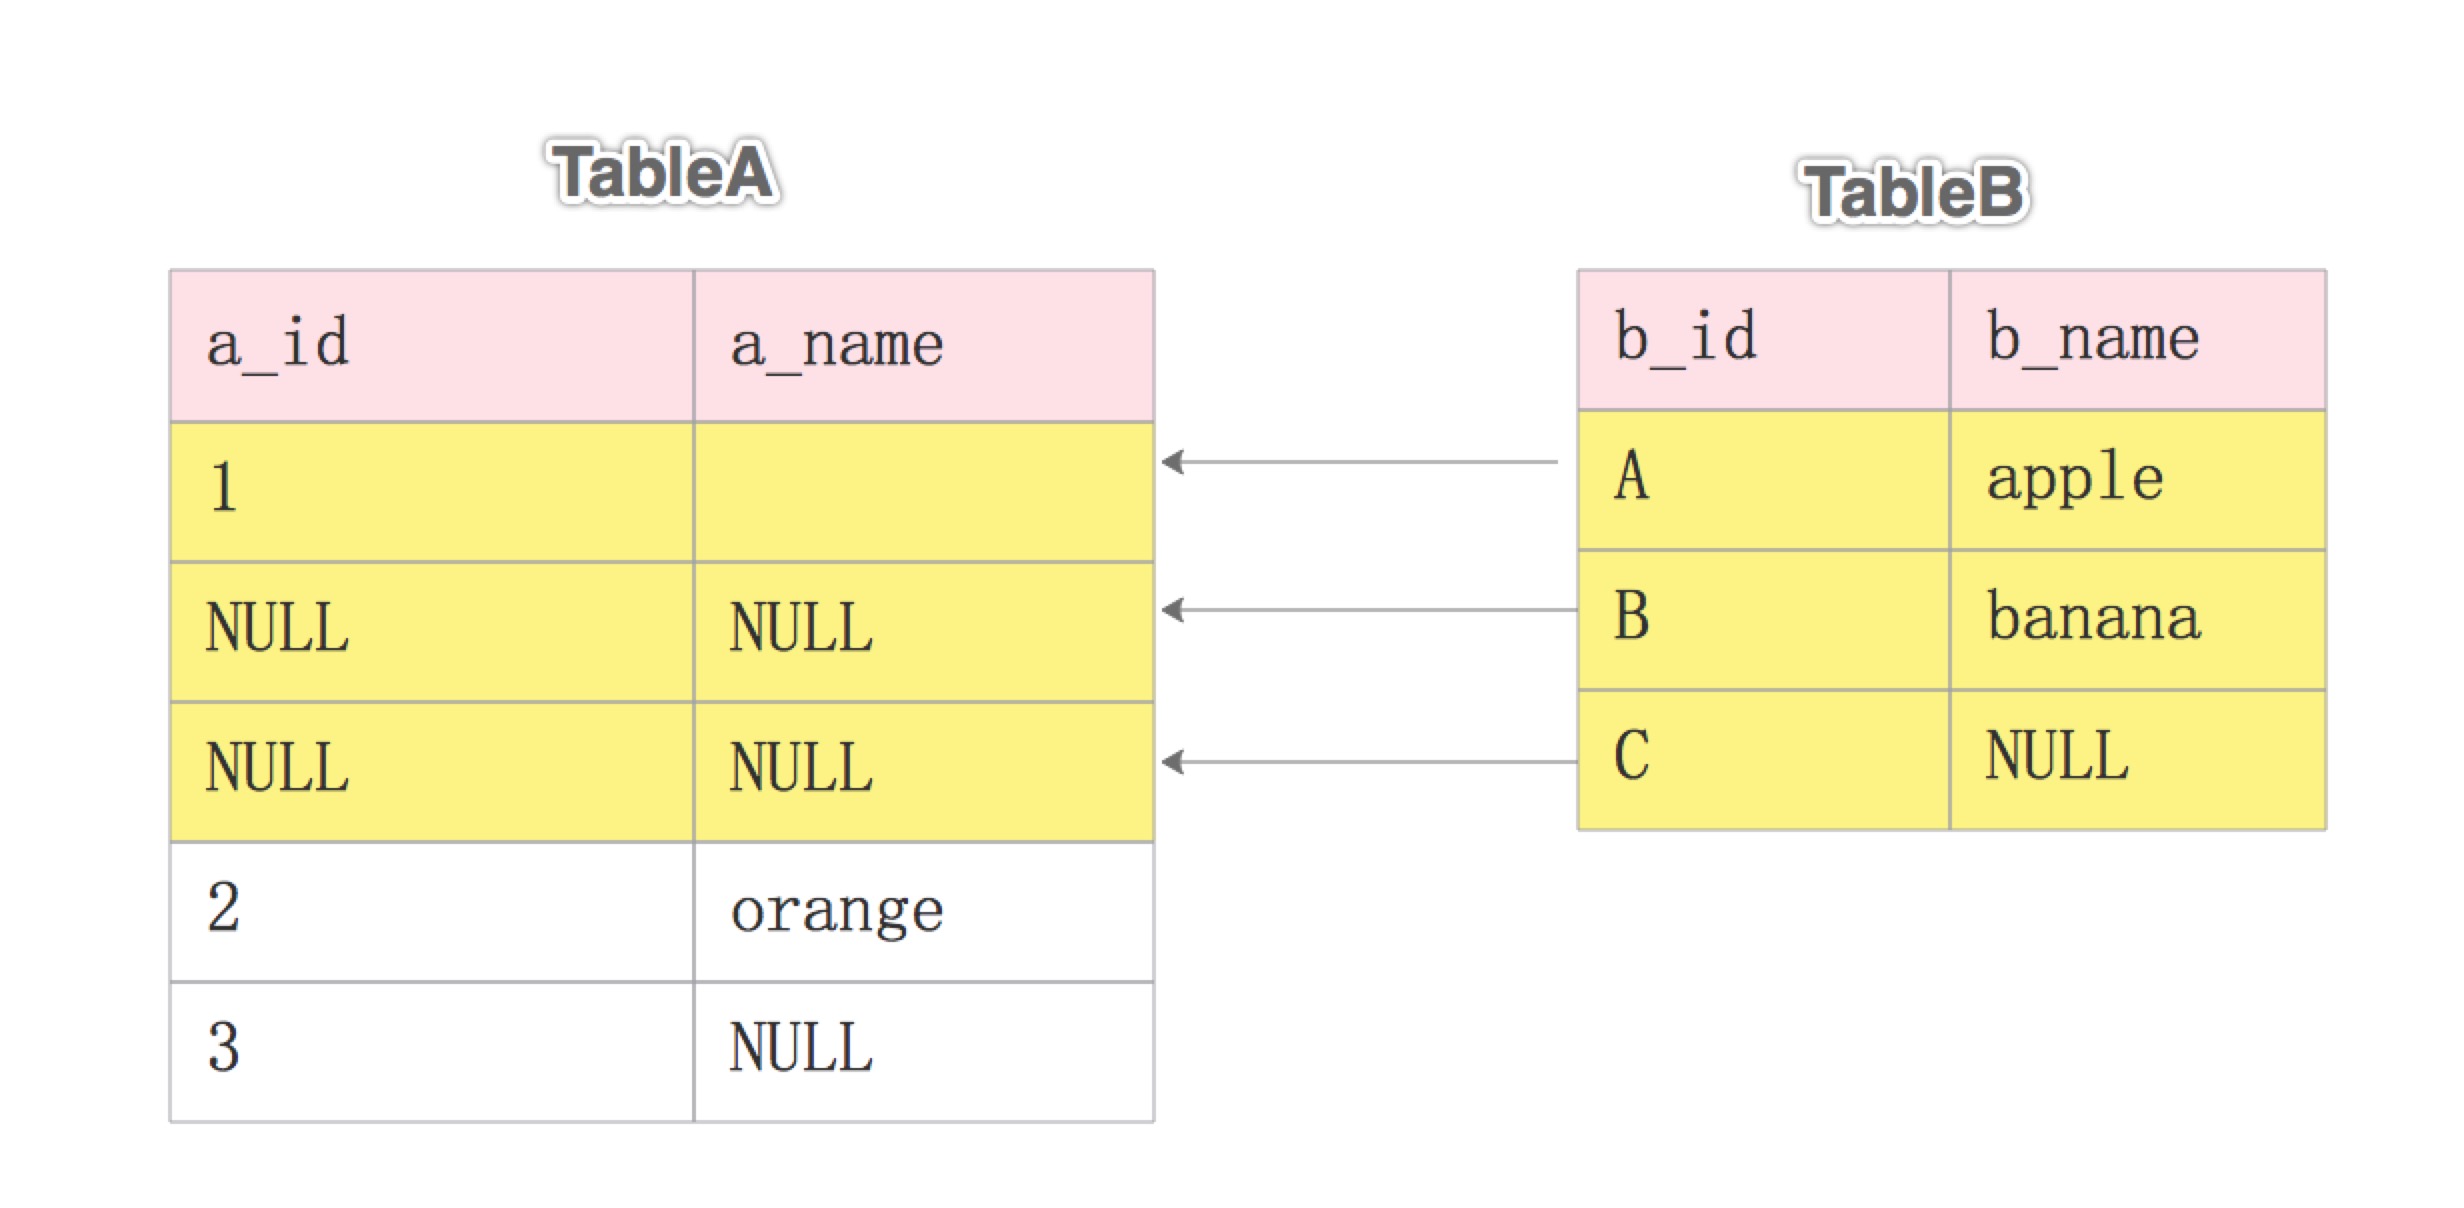 TableA
a_id a_name
1
NULL NULL
NULL NULL
2 orange
3 NULL
TableB
b_id b_name
A apple
B banana
C NULL